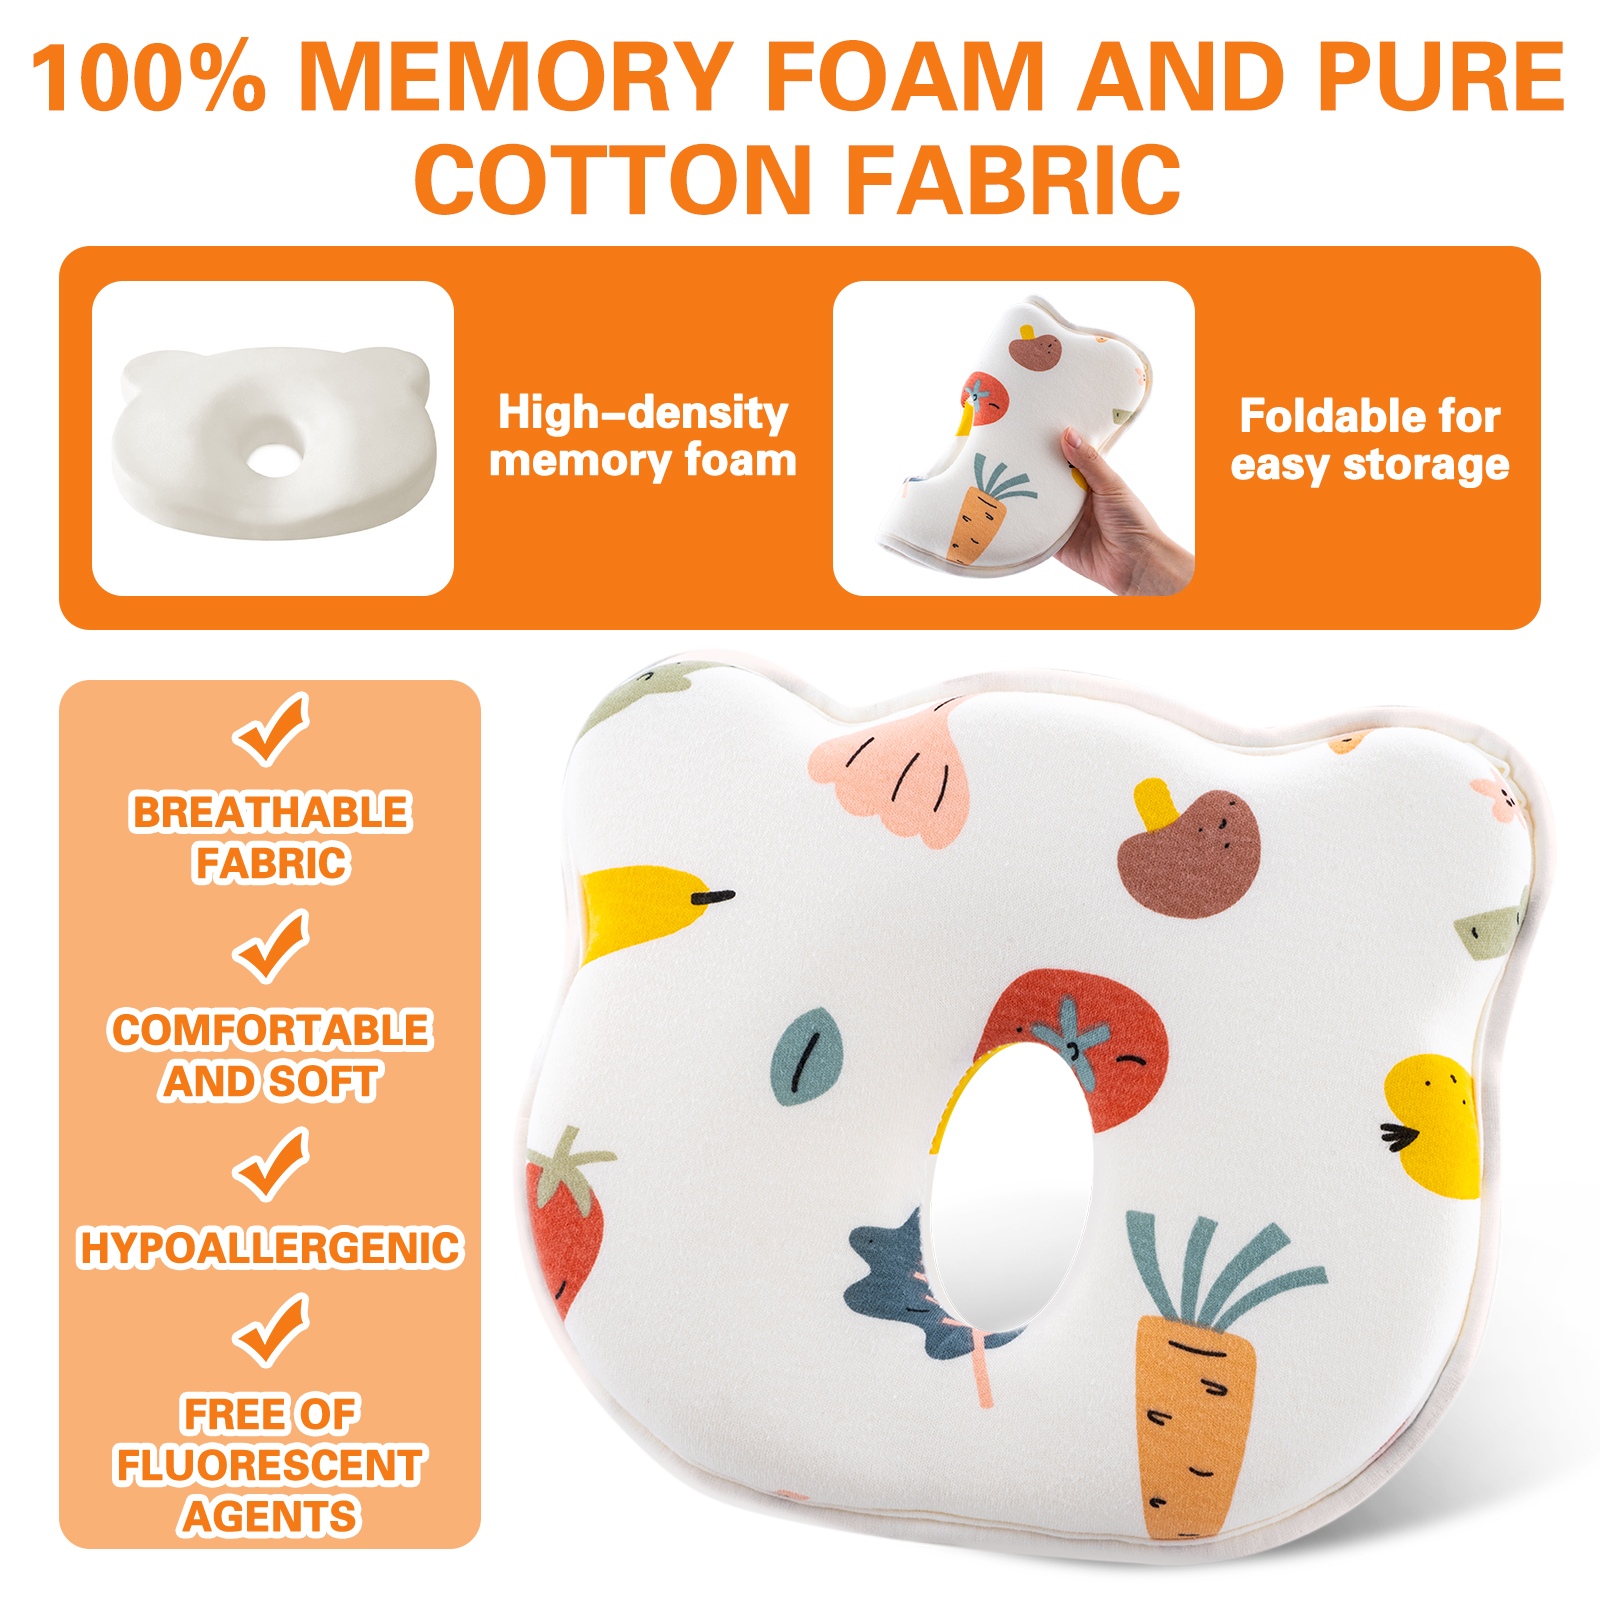 100% MEMORY FOAM AND PURE
COTTON FABRIC
High-density
memory foam
Foldable for
easy storage
BREATHABLE
FABRIC
COMFORTABLE
AND SOFT
HYPOALLERGENIC
FREE OF
FLUORESCENT
AGENTS